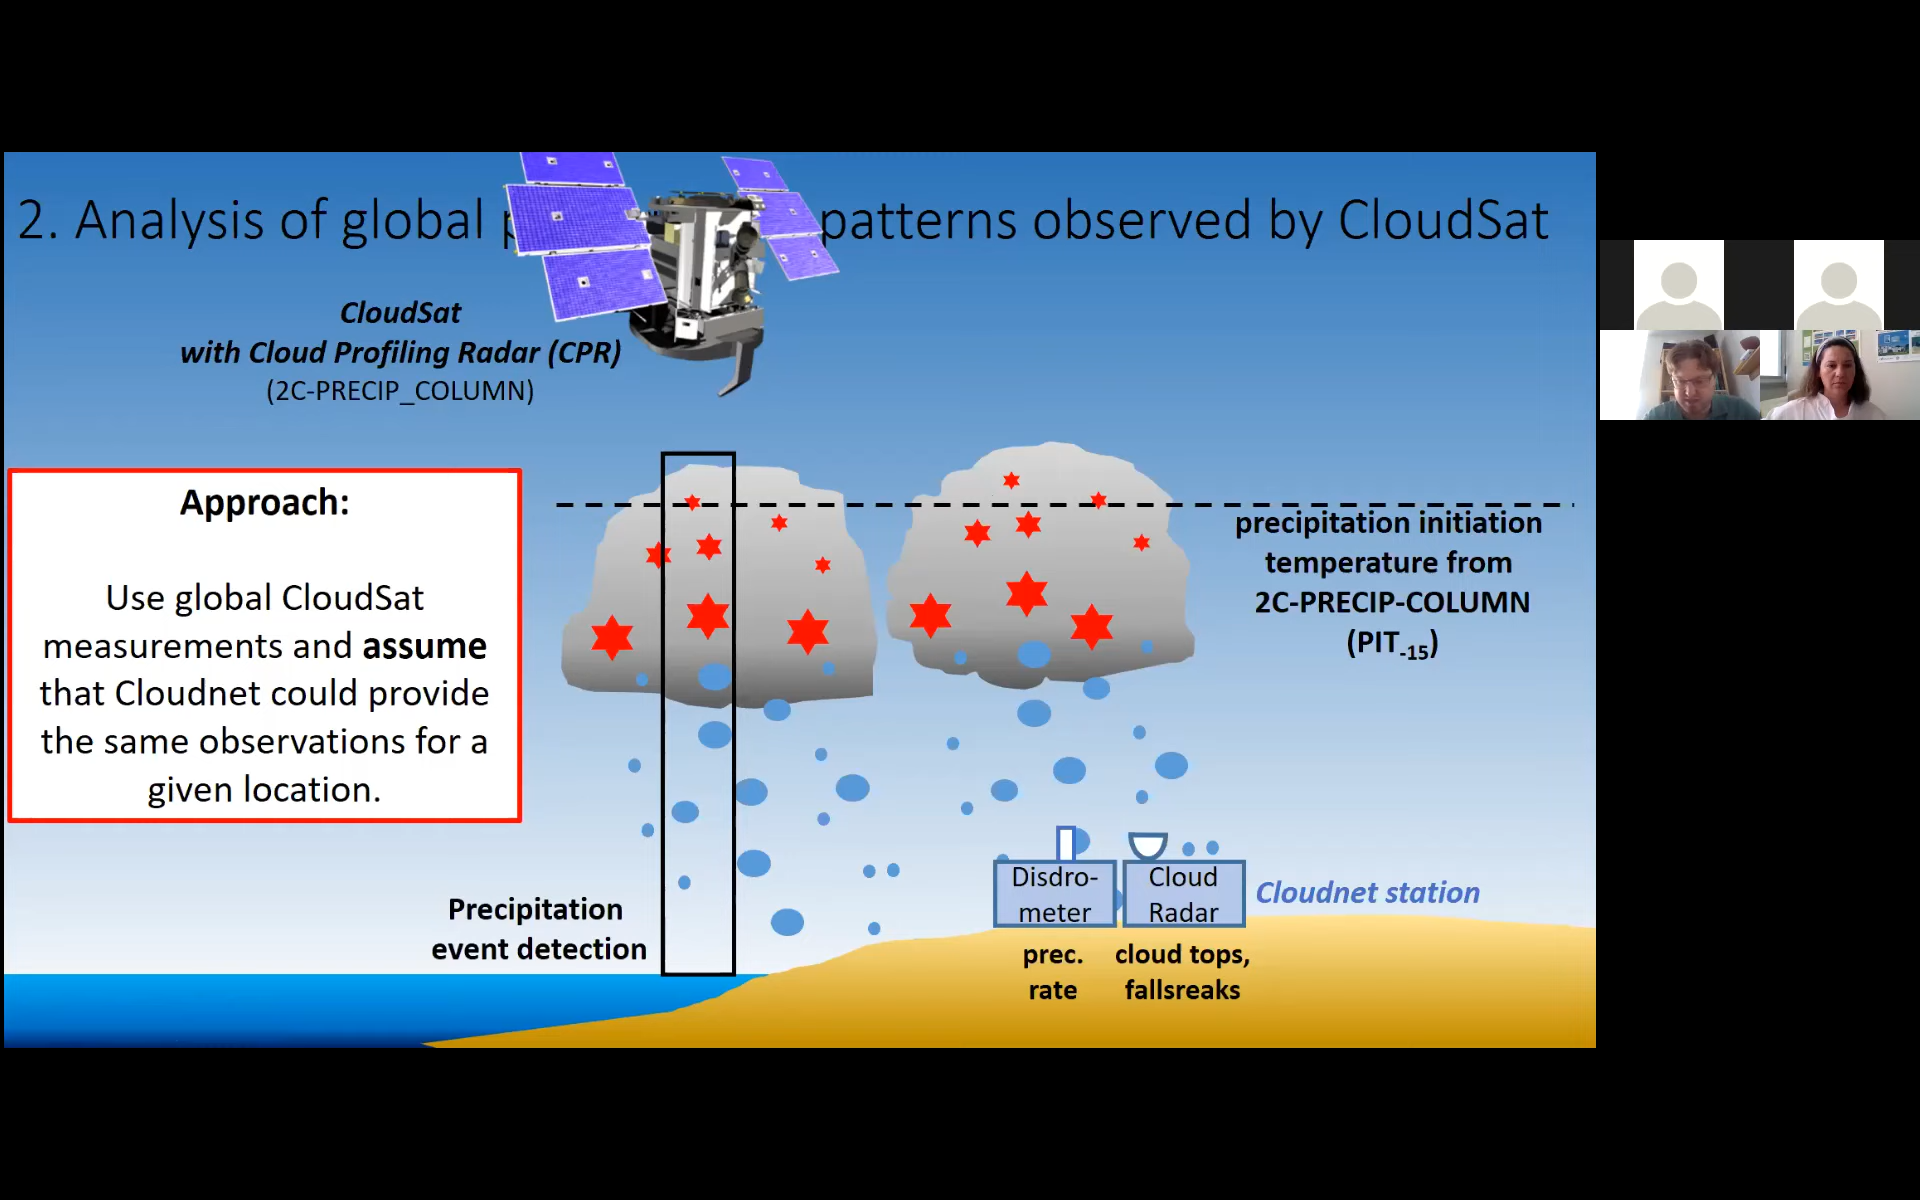 2. Analysis of global patterns observed by CloudSat
CloudSat
with Cloud Profiling Radar (CPR)
(2C-PRECIP_COLUMN)
Approach:
Use global CloudSat
measurements and assume
that Cloudnet could provide
the same observations for a
given location.
precipitation initiation
temperature from
2C-PRECIP-COLUMN
(PIT-15)
Precipitation
event detection
Disdro-
meter
Cloud
Radar
Cloudnet station
prec.
rate
cloud tops,
fallsreaks